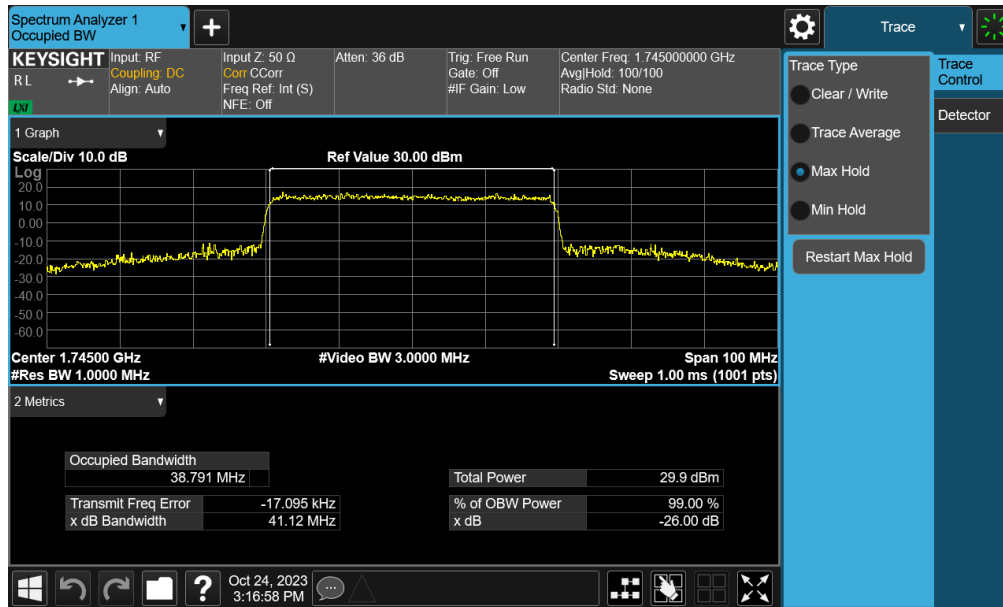 Spectrum Analyzer 1
Occupied BW
+
Trace
KEYSIGHT
R L
LXI
Input: RF
Coupling: DC
Align: Auto
Input Z: 50 Ω
Corr CCorr
Freq Ref: Int (S)
NFE: Off
Atten: 36 dB
Trig: Free Run
Gate: Off
#IF Gain: Low
Center Freq: 1.745000000 GHz
Avg|Hold: 100/100
Radio Std: None
Trace Type
Clear / Write
Trace Average
Max Hold
Min Hold
Restart Max Hold
Trace
Control
Detector
1 Graph
Scale/Div 10.0 dB
Ref Value 30.00 dBm
Log
20.0
10.0
0.00
-10.0
-20.0
-30.0
-40.0
-50.0
-60.0
Center 1.74500 GHz
#Video BW 3.0000 MHz
Span 100 MHz
#Res BW 1.0000 MHz
Sweep 1.00 ms (1001 pts)
2 Metrics
Occupied Bandwidth
38.791 MHz
Total Power 29.9 dBm
Transmit Freq Error -17.095 kHz
% of OBW Power 99.00 %
x dB Bandwidth 41.12 MHz
x dB -26.00 dB
?
Oct 24, 2023
3:16:58 PM